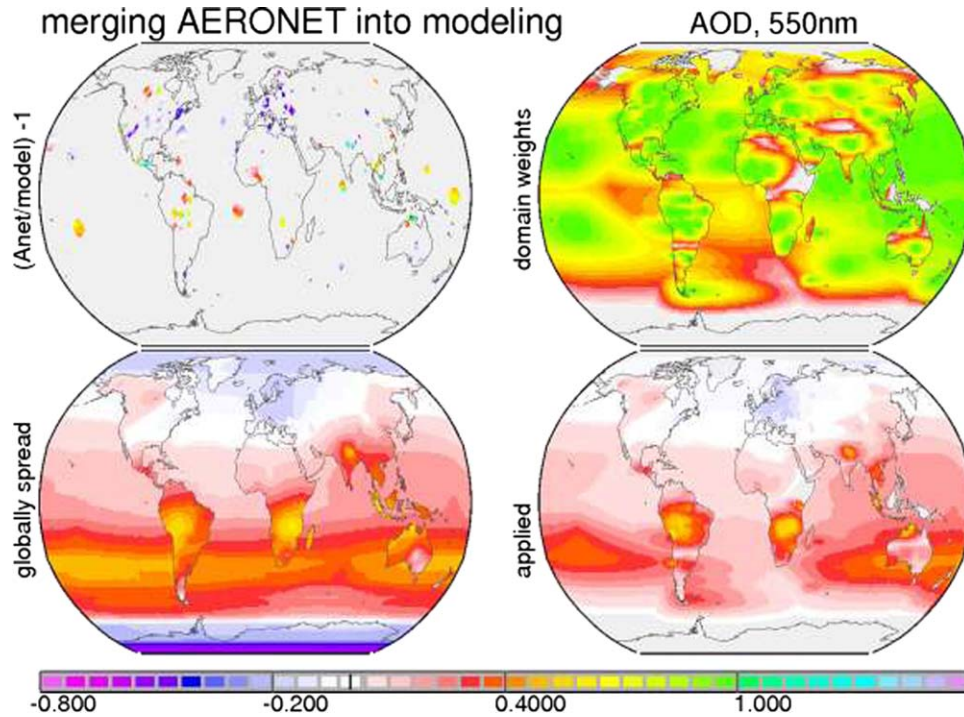 merging AERONET into modeling
AOD, 550nm
(Anet/model) -1
domain weights
globally spread
applied
-0.800
-0.200
0.4000
1.000